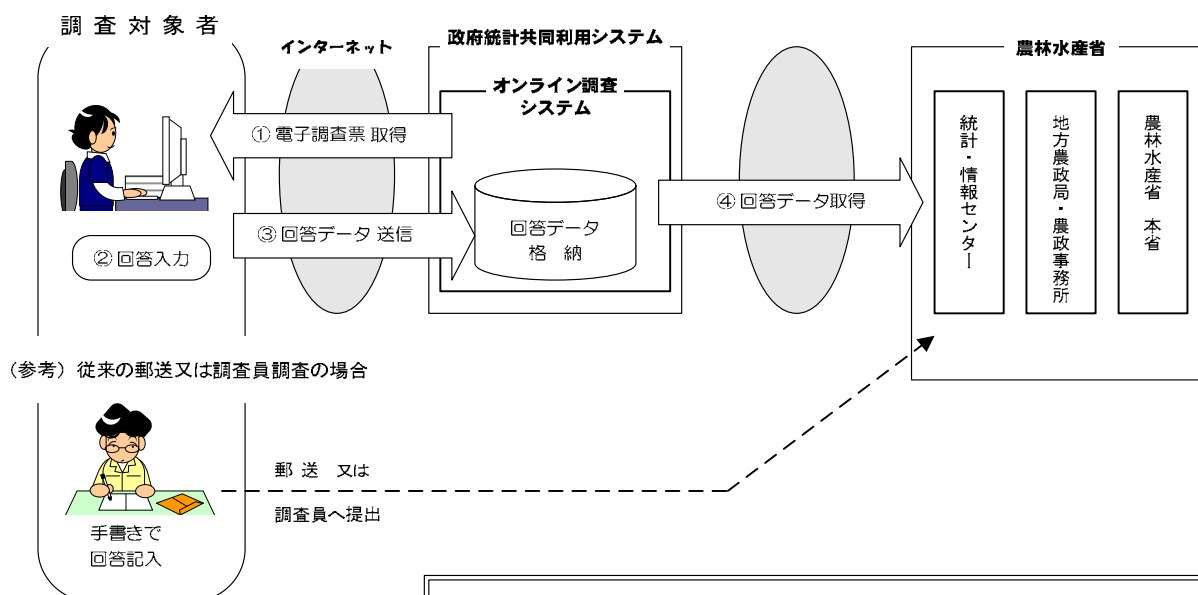 調査対象者
インターネット
政府統計共同利用システム
オンライン調査
システム
農林水産省
① 電子調査票 取得
② 回答入力
③ 回答データ 送信
回答データ
格 納
④ 回答データ取得
統計・情報センター
地方農政局・農政事務所
農林水産省 本省
（参考）従来の郵送又は調査員調査の場合
郵 送 又は
調査員へ提出
手書きで
回答記入